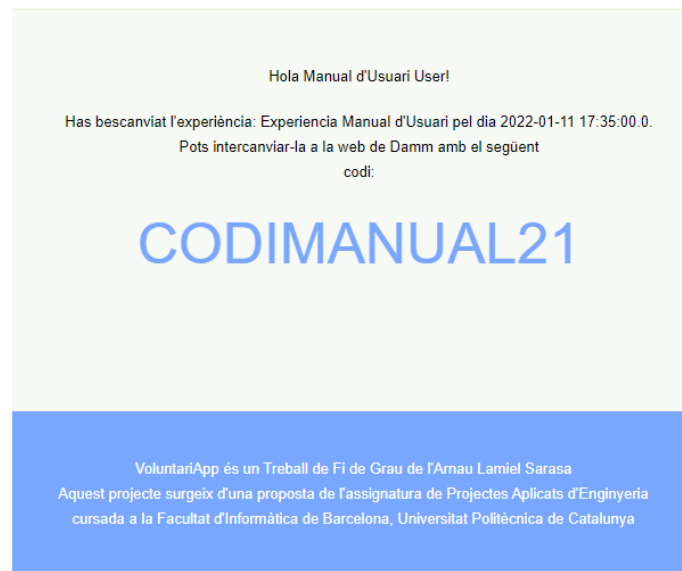 Hola Manual d'Usuari User!
Has bescanviat l'experiència: Experiencia Manual d'Usuari pel dia 2022-01-11 17:35:00.0.
Pots intercanviar-la a la web de Damm amb el següent
codi:
CODIMANUAL21
VoluntariApp és un Treball de Fi de Grau de l'Arnau Lamiel Sarasa
Aquest projecte surgeix d'una proposta de l'assignatura de Projectes Aplicats d'Enginyeria
cursada a la Facultat d'Informàtica de Barcelona, Universitat Politècnica de Catalunya